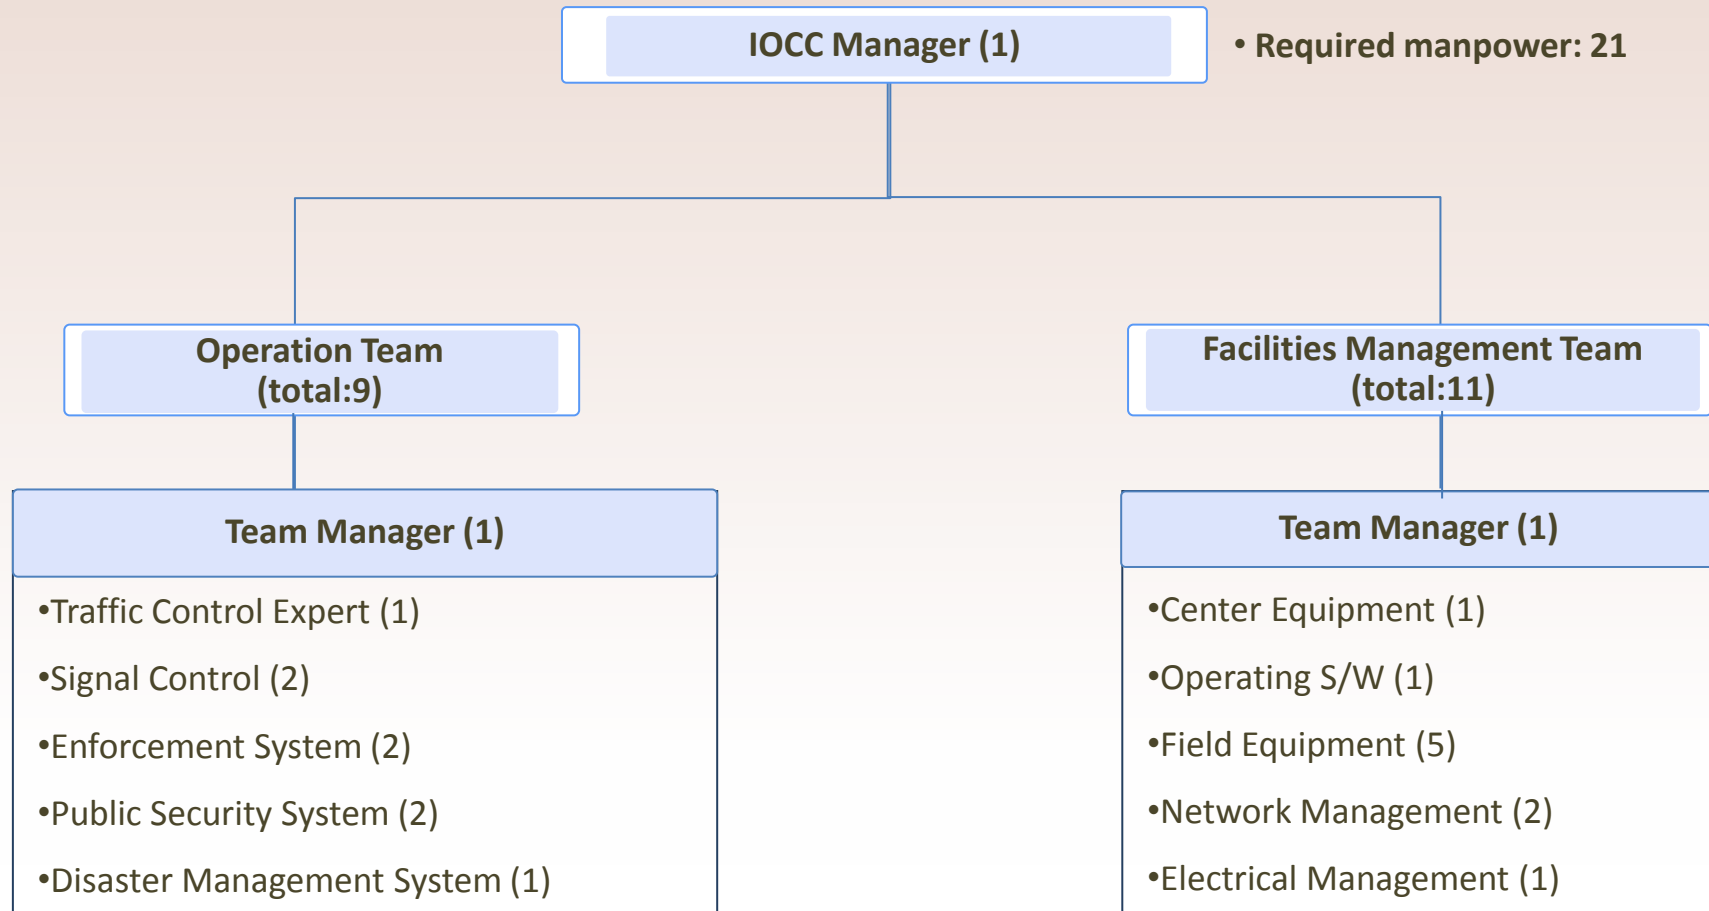 IOCC Manager (1)
• Required manpower: 21
Operation Team
(total:9)
Facilities Management Team
(total:11)
Team Manager (1)
•Traffic Control Expert (1)
•Signal Control (2)
•Enforcement System (2)
•Public Security System (2)
•Disaster Management System (1)
Team Manager (1)
•Center Equipment (1)
•Operating S/W (1)
•Field Equipment (5)
•Network Management (2)
•Electrical Management (1)